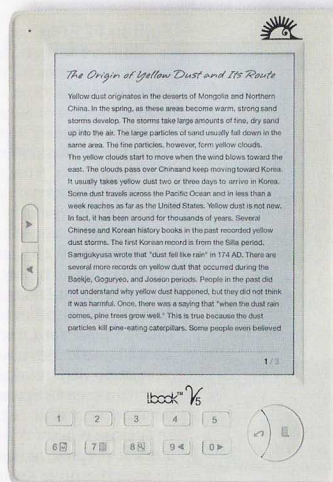 The Origin of Yellow Dust and Its Route
Yellow dust originates in the deserts of Mongolia and Northern
China. In the spring, as these areas become warm, strong sand
storms develop. The storms take large amounts of fine, dry sand
up into the air. The large particles of sand usually fall down in the
same area. The fine particles, however, form yellow clouds.
The yellow clouds start to move when the wind blows toward the
east. The clouds pass over Chinaand keep moving toward Korea.
It usually takes yellow dust two or three days to arrive in Korea.
Some dust travels across the Pacific Ocean and in less than a
week reaches as far as the United States. Yellow dust is not new.
In fact, it has been around for thousands of years. Several
Chinese and Korean history books in the past recorded yellow
dust storms. The first Korean record is from the Silla period.
Samgukyusa wrote that "dust fell like rain" in 174 AD. There are
several more records on yellow dust that occurred during the
Baekje, Goguryeo, and Joseon periods. People in the past did
not understand why yellow dust happened, but they did not think
it was harmful. Once, there was a saying that "when the dust rain
comes, pine trees grow well." This is true because the dust
particles kill pine-eating caterpillars. Some people even believed
1 / 3
lbook™ V5
1 2 3 4 5
6 7 8 9 0